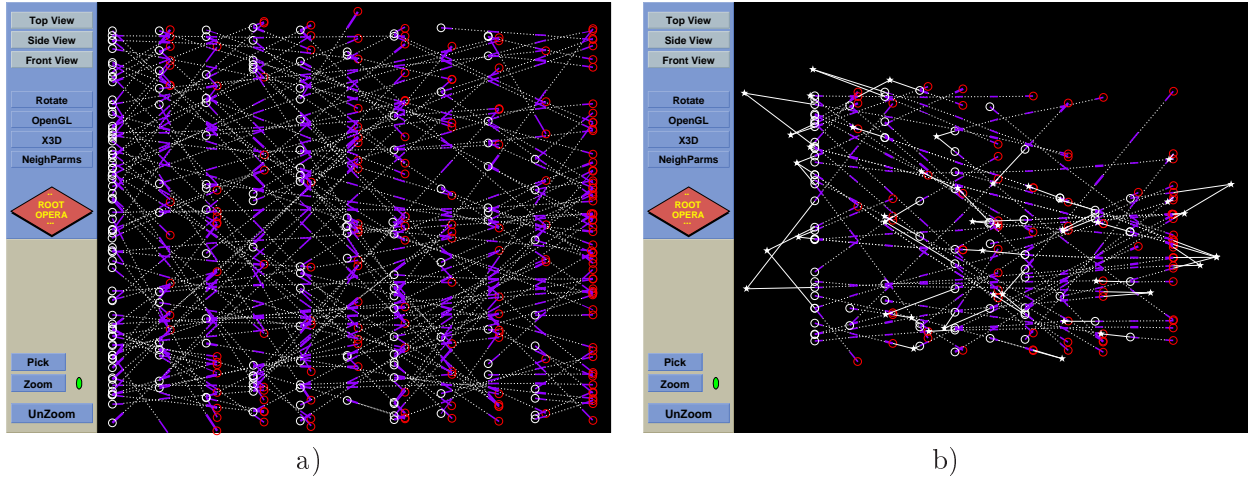 Top View
Side View
Front View
Rotate
OpenGL
X3D
NeighParms
..
ROOT
OPERA
...
Pick
Zoom
UnZoom
a)
Top View
Side View
Front View
Rotate
OpenGL
X3D
NeighParms
..
ROOT
OPERA
...
Pick
Zoom
UnZoom
b)